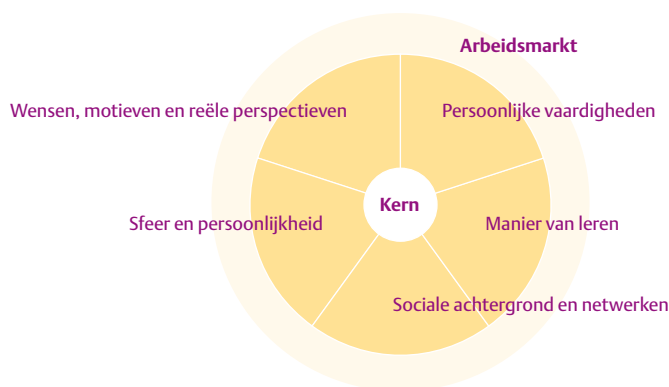 Arbeidsmarkt
Wensen, motieven en reële perspectieven
Persoonlijke vaardigheden
Kern
Sfeer en persoonlijkheid
Manier van leren
Sociale achtergrond en netwerken